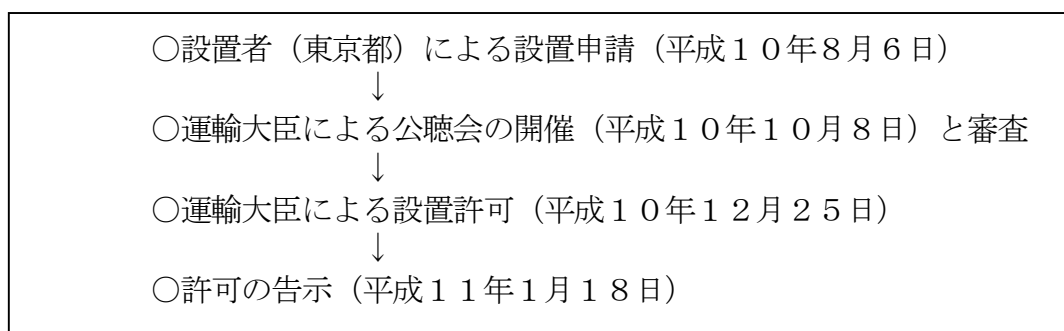 ○設置者（東京都）による設置申請（平成１０年８月６日）
↓
○運輸大臣による公聴会の開催（平成１０年１０月８日）と審査
↓
○運輸大臣による設置許可（平成１０年１２月２５日）
↓
○許可の告示（平成１１年１月１８日）